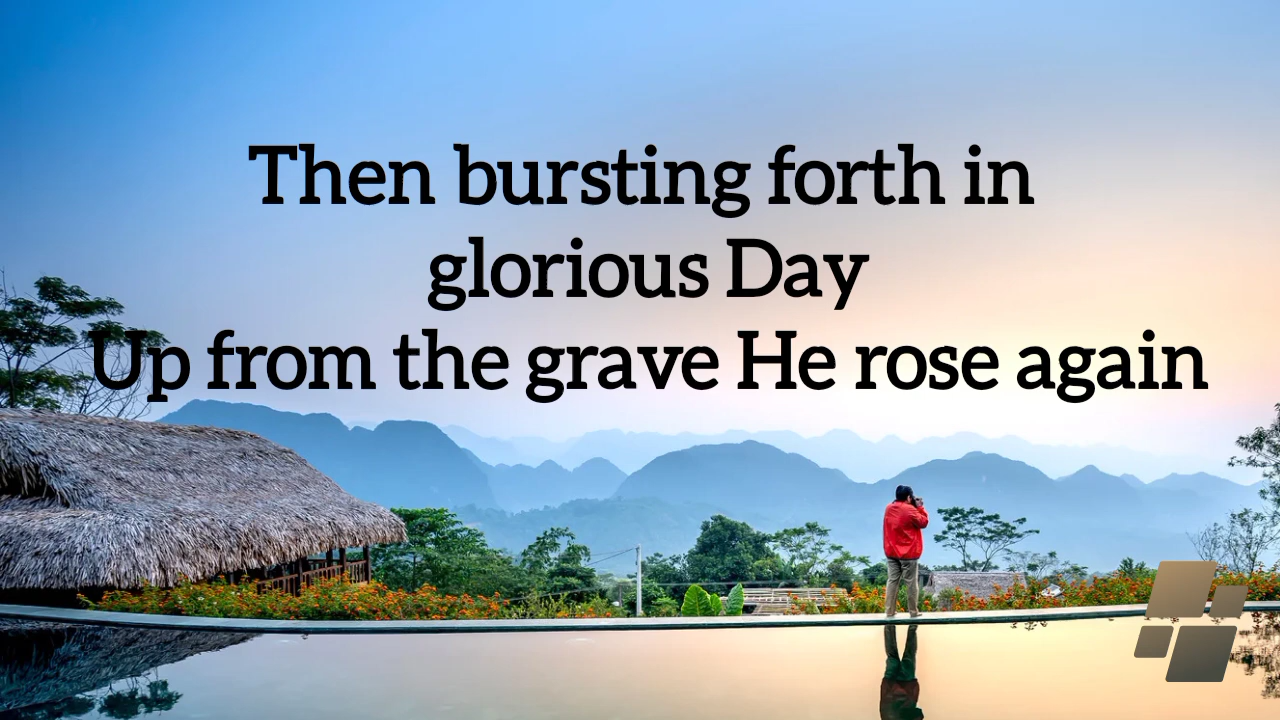 Then bursting forth in
glorious Day
Up from the grave He rose again